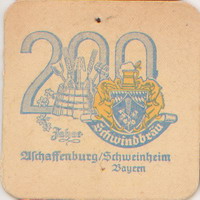 200
Jahre
Schwindbräu
Aschaffenburg/Schweinheim
Bayern